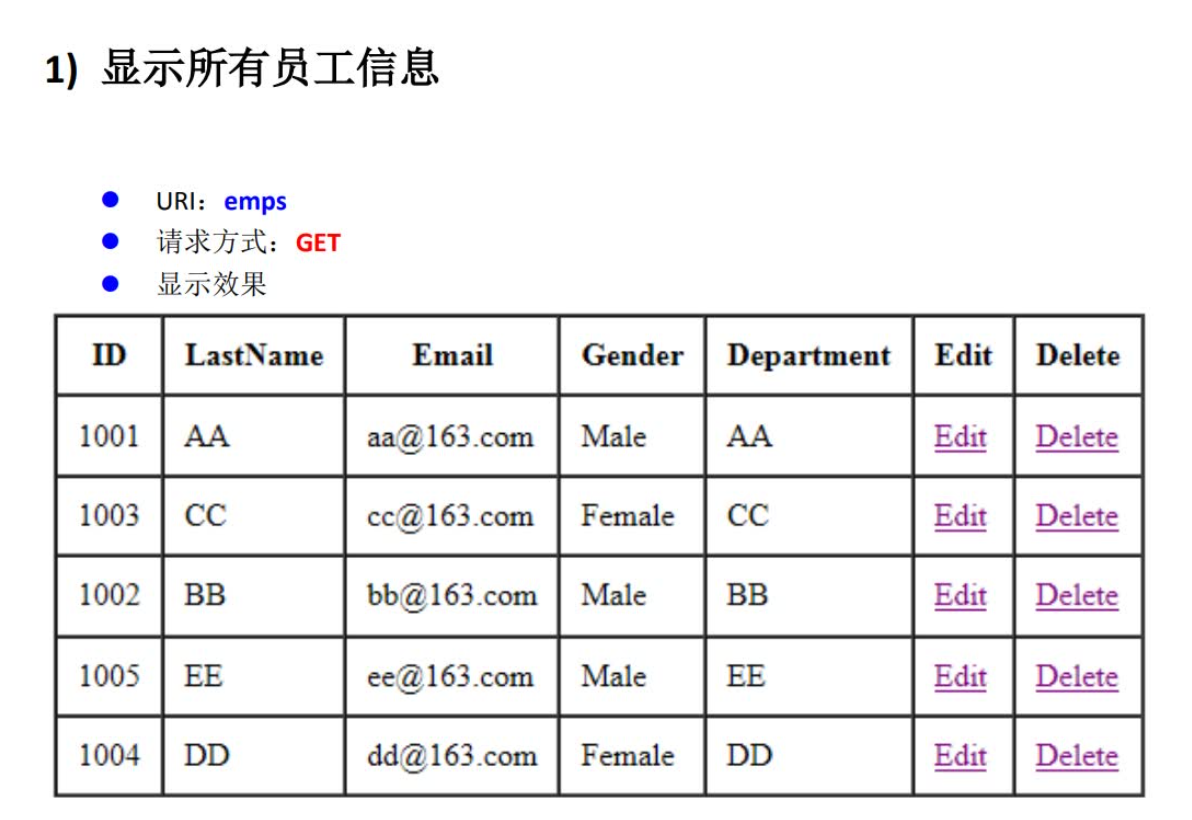 1) 显示所有员工信息
URI：emps
请求方式：GET
显示效果
ID LastName Email Gender Department Edit Delete
1001 AA aa@163.com Male AA Edit Delete
1003 CC cc@163.com Female CC Edit Delete
1002 BB bb@163.com Male BB Edit Delete
1005 EE ee@163.com Male EE Edit Delete
1004 DD dd@163.com Female DD Edit Delete